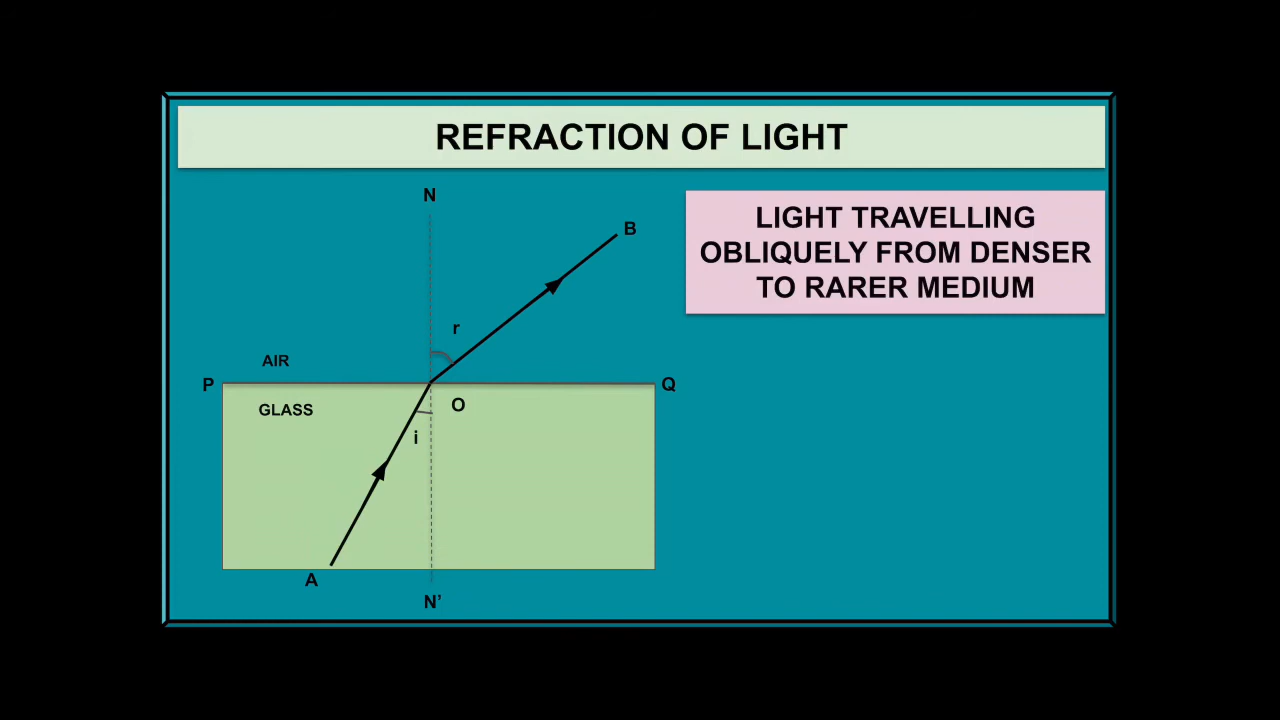 REFRACTION OF LIGHT
N
B
LIGHT TRAVELLING
OBLIQUELY FROM DENSER
TO RARER MEDIUM
r
AIR
P
Q
GLASS
O
i
A
N’